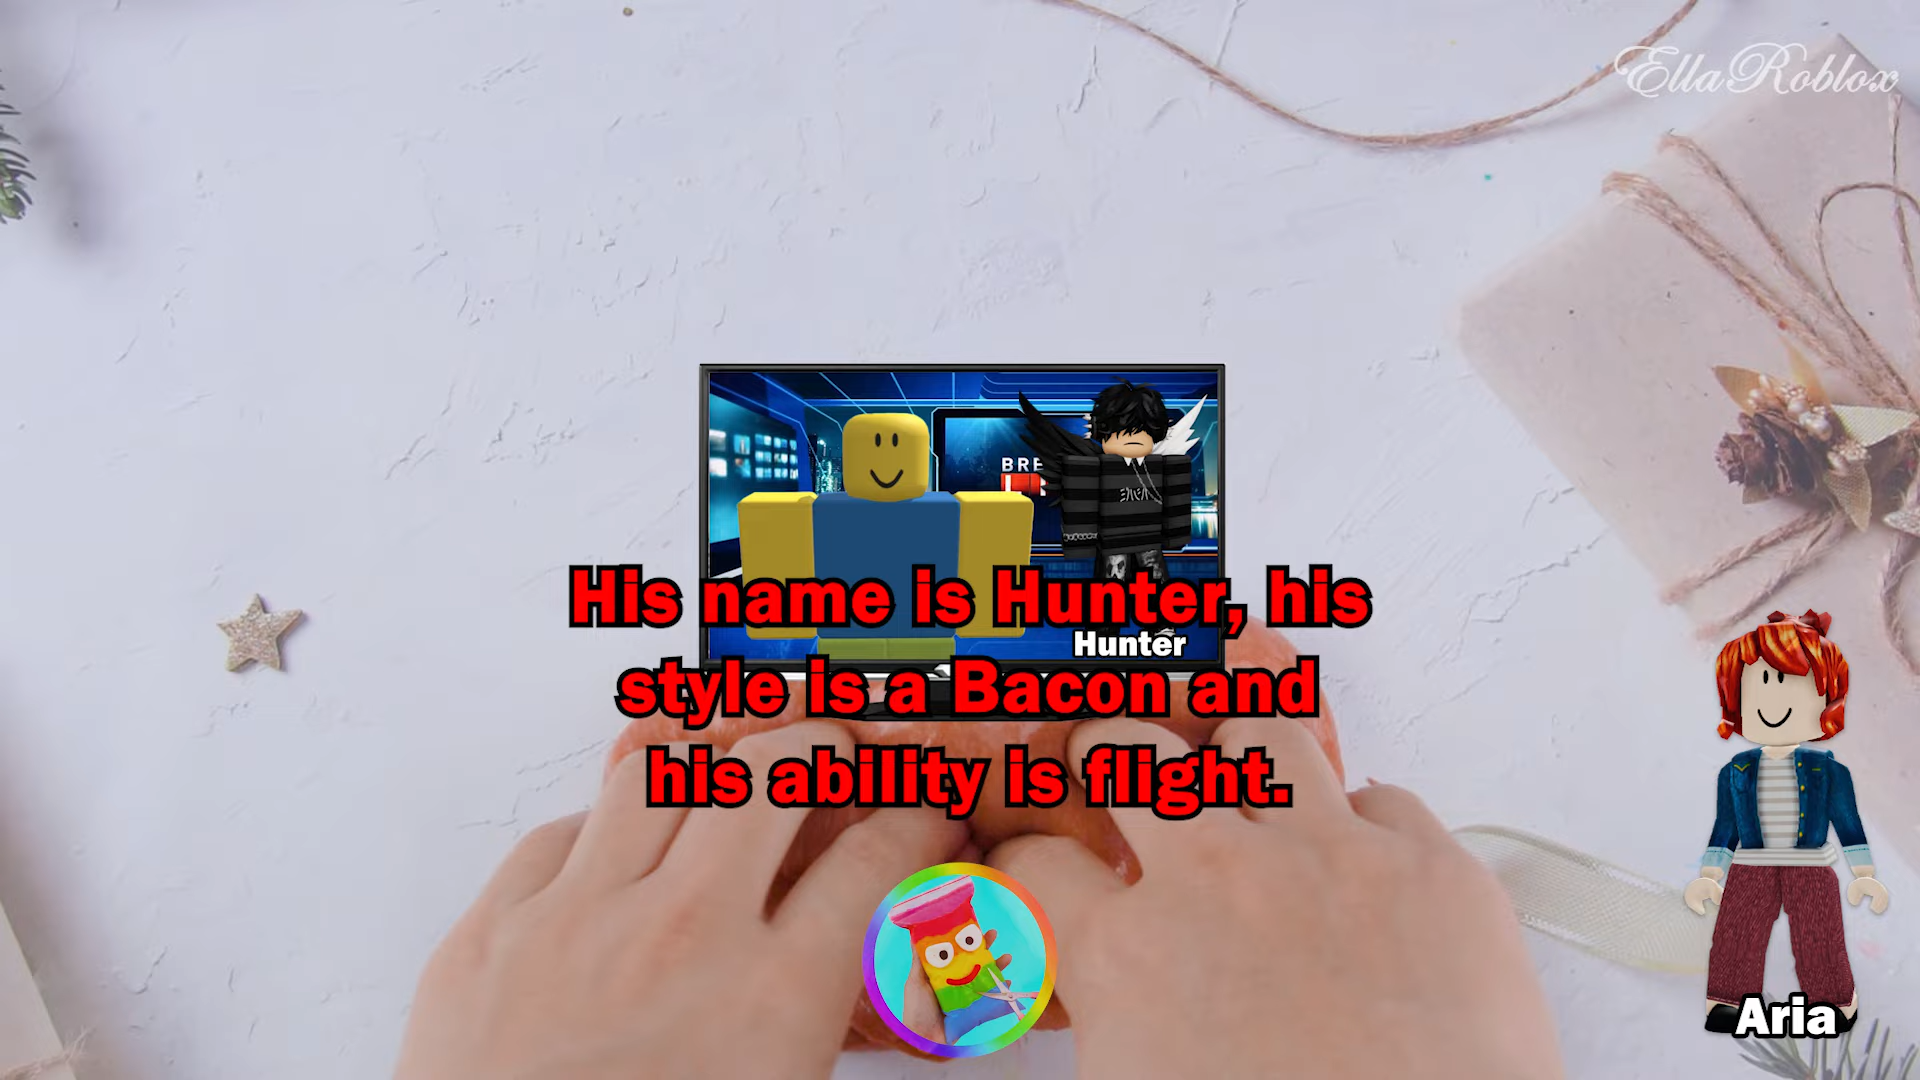 EllaRoblox
BRE
His name is Hunter, his
Hunter
style is a Bacon and
his ability is flight.
Aria